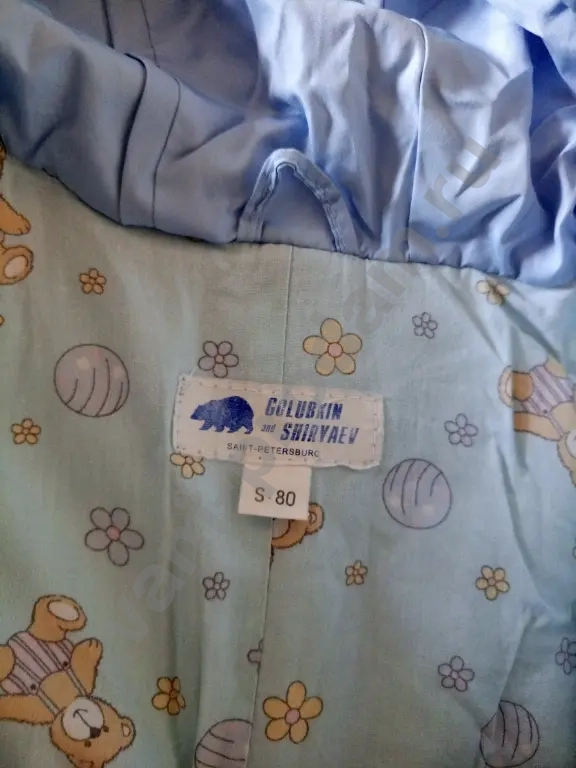 GOLUBKIN
and SHIRYAEV
SAINT-PETERSBURG
S-80